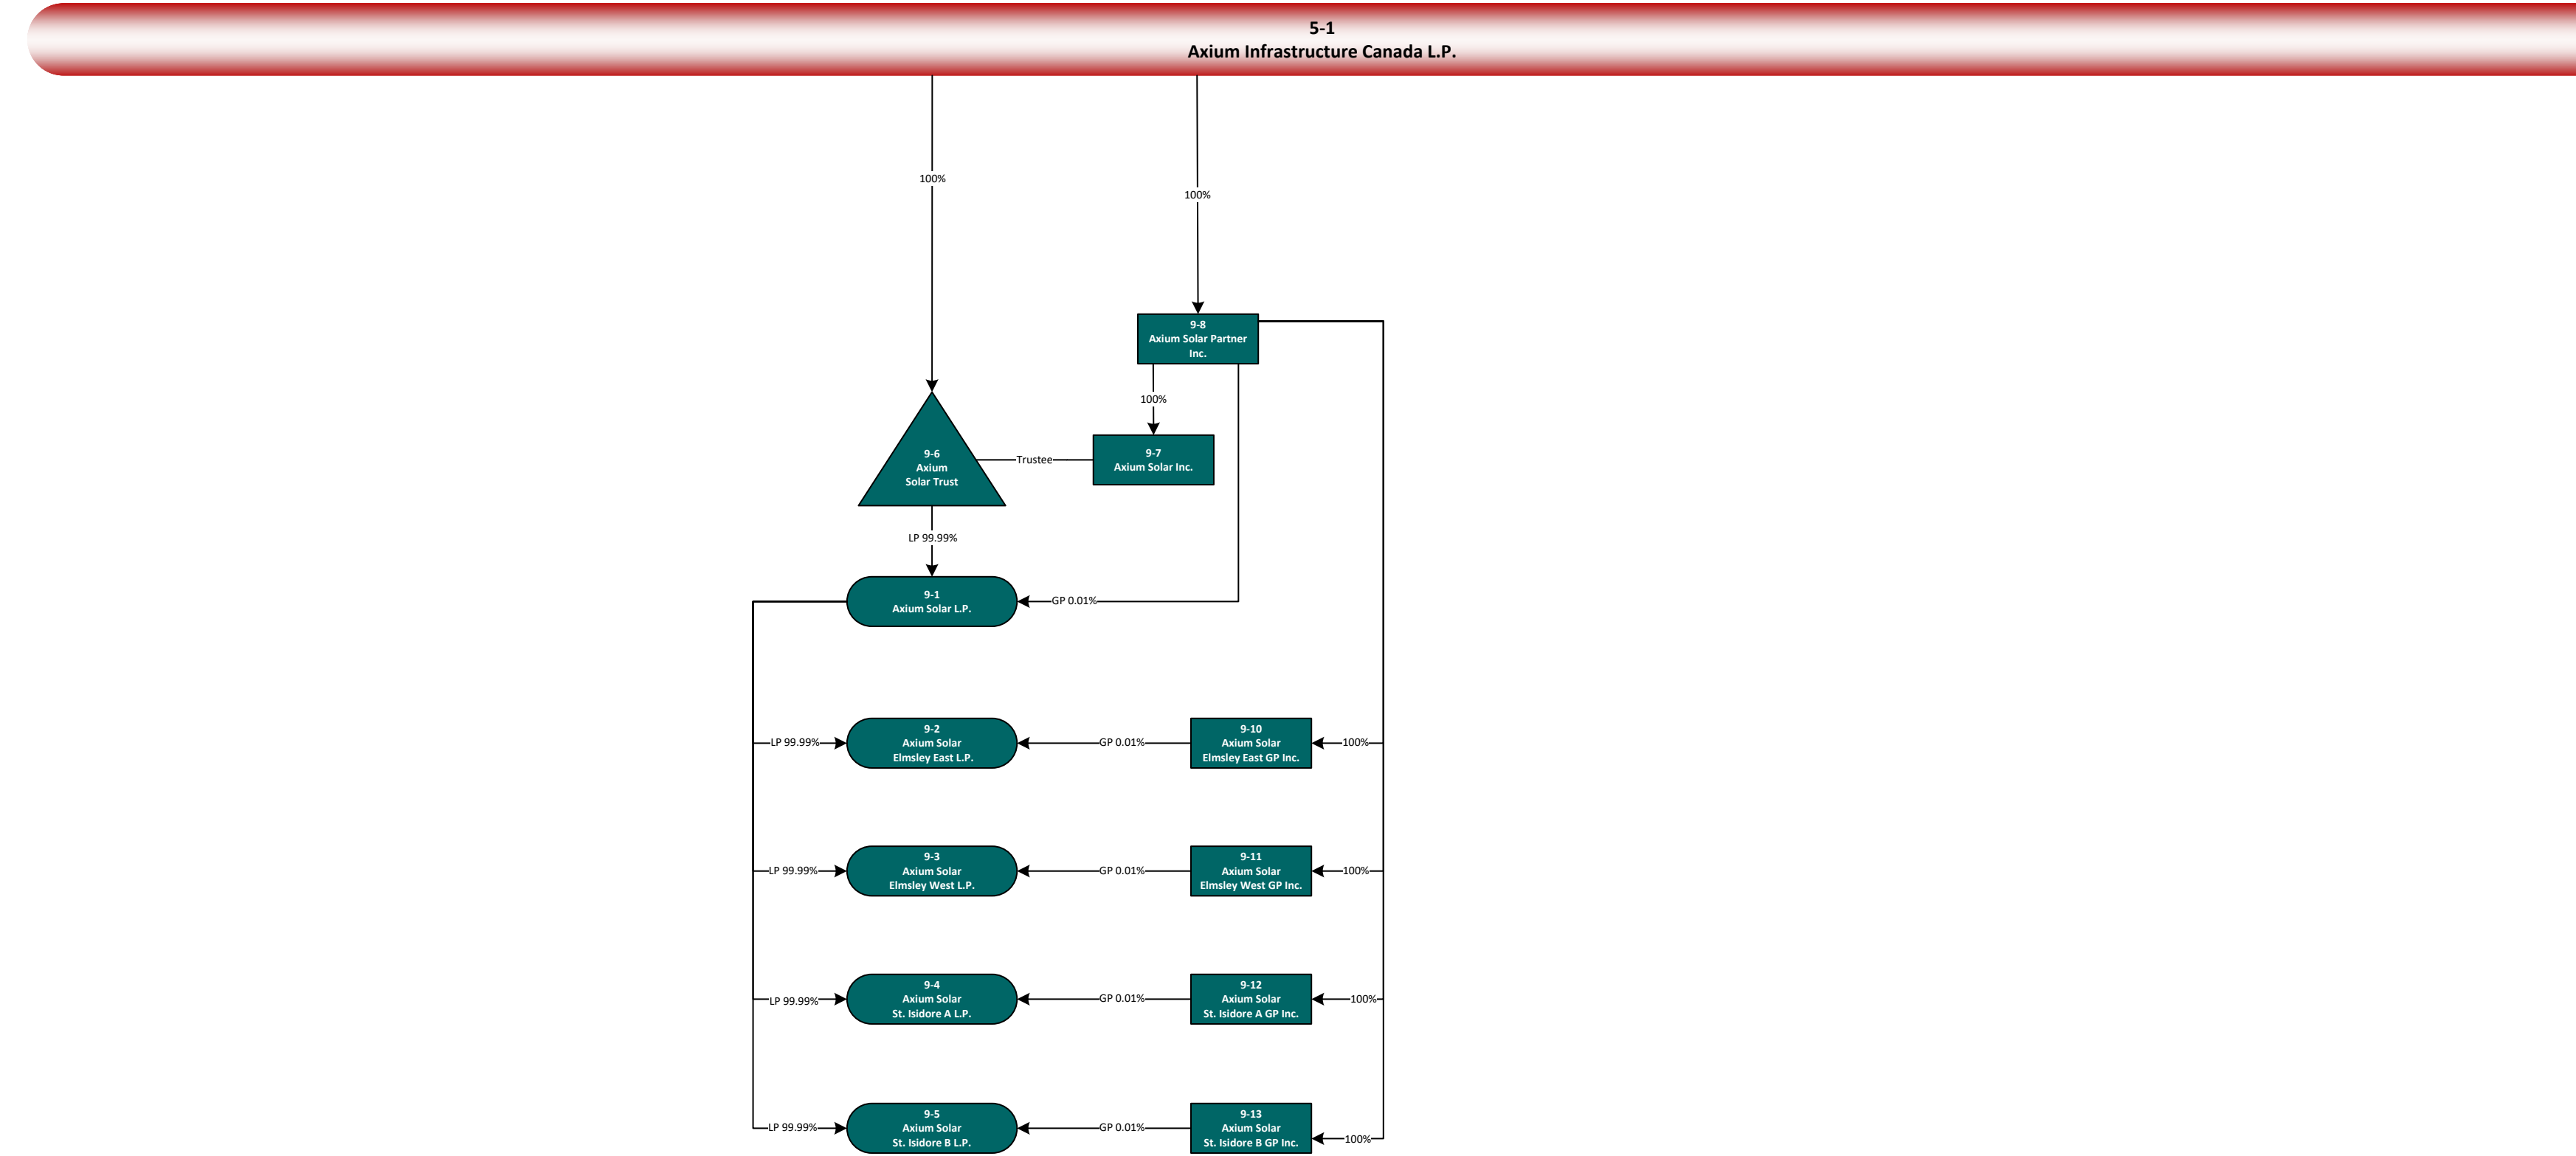 5-1
Axium Infrastructure Canada L.P.
100%
100%
9-8
Axium Solar Partner
Inc.
100%
9-6
Axium
Solar Trust
Trustee
9-7
Axium Solar Inc.
LP 99.99%
9-1
Axium Solar L.P.
GP 0.01%
LP 99.99%
9-2
Axium Solar
Elmsley East L.P.
GP 0.01%
9-10
Axium Solar
Elmsley East GP Inc.
100%
LP 99.99%
9-3
Axium Solar
Elmsley West L.P.
GP 0.01%
9-11
Axium Solar
Elmsley West GP Inc.
100%
LP 99.99%
9-4
Axium Solar
St. Isidore A L.P.
GP 0.01%
9-12
Axium Solar
St. Isidore A GP Inc.
100%
LP 99.99%
9-5
Axium Solar
St. Isidore B L.P.
GP 0.01%
9-13
Axium Solar
St. Isidore B GP Inc.
100%